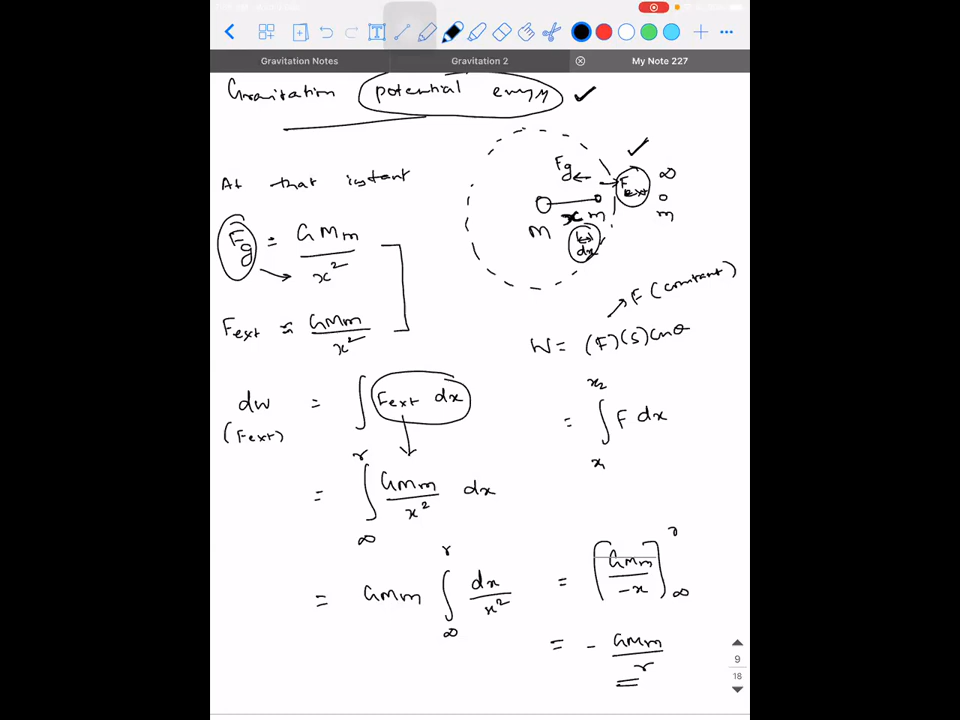 Gravitation Notes
Gravitation 2
My Note 227
Gravitation potential energy ✓
At that instant
Fg = GMm / x²
Fext = GMm / x²
Fg
Fext
∞
x m
m
M
dx
F (constant)
W = (F)(s) cosθ
= ∫ₓ₁ˣ² F dx
dw = ∫ Fext dx
(Fext)
= ∫∞ʳ GMm / x² dx
= GMm ∫∞ʳ dx / x²
= [GMm / -x]∞ʳ
= - GMm / r
9
18